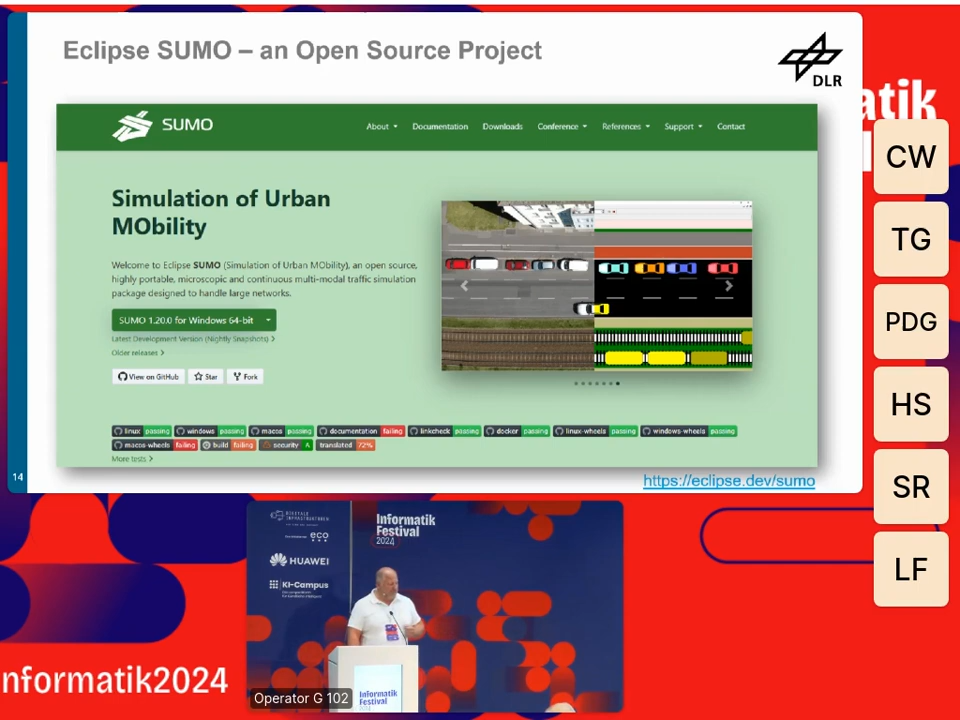 Eclipse SUMO – an Open Source Project
DLR
SUMO
About Documentation Downloads Conference References Support Contact
Simulation of Urban
MObility
Welcome to Eclipse SUMO (Simulation of Urban MObility), an open source,
highly portable, microscopic and continuous multi-modal traffic simulation
package designed to handle large networks.
SUMO 1.20.0 for Windows 64-bit
Latest Development Version (Nightly Snapshots)
Older releases
View on GitHub Star Fork
linux passing windows passing macos passing documentation failing linkcheck passing docker passing linux-wheels passing windows-wheels passing
macos-wheels failing build failing security A translated 72%
More tests
14
https://eclipse.dev/sumo
atik
CW
TG
PDG
HS
SR
LF
eco
HUAWEI
KI-Campus
Informatik
Festival
2024
Informatik
Festival
Operator G 102
nformatik2024